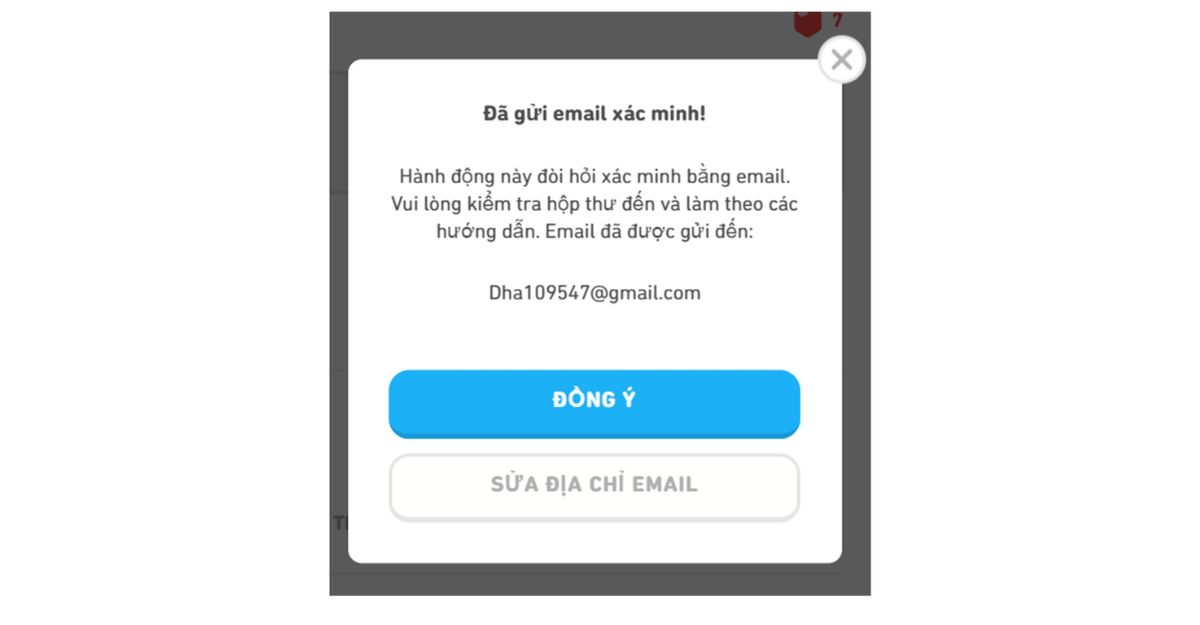 7
Đã gửi email xác minh!
Hành động này đòi hỏi xác minh bằng email.
Vui lòng kiểm tra hộp thư đến và làm theo các
hướng dẫn. Email đã được gửi đến:
Dha109547@gmail.com
ĐỒNG Ý
SỬA ĐỊA CHỈ EMAIL